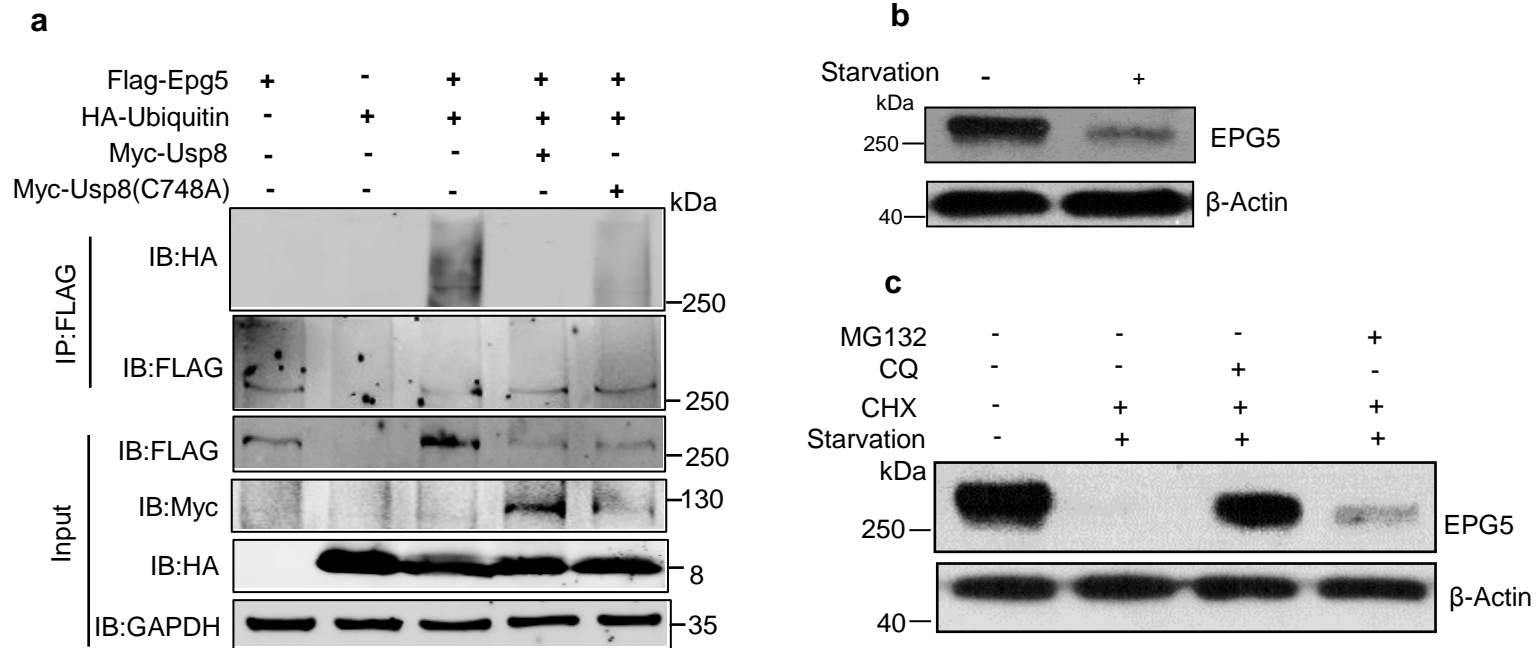 a
Flag-Epg5 + - + + +
HA-Ubiquitin - + + + +
Myc-Usp8 - - - + -
Myc-Usp8(C748A) - - - - +
kDa
IP:FLAG
IB:HA
250
IB:FLAG
250
Input
IB:FLAG
250
IB:Myc
130
IB:HA
8
IB:GAPDH
35
b
Starvation - +
kDa
250
EPG5
40
β-Actin
c
MG132 - - - +
CQ - - + -
CHX - + + +
Starvation - + + +
kDa
250
EPG5
40
β-Actin